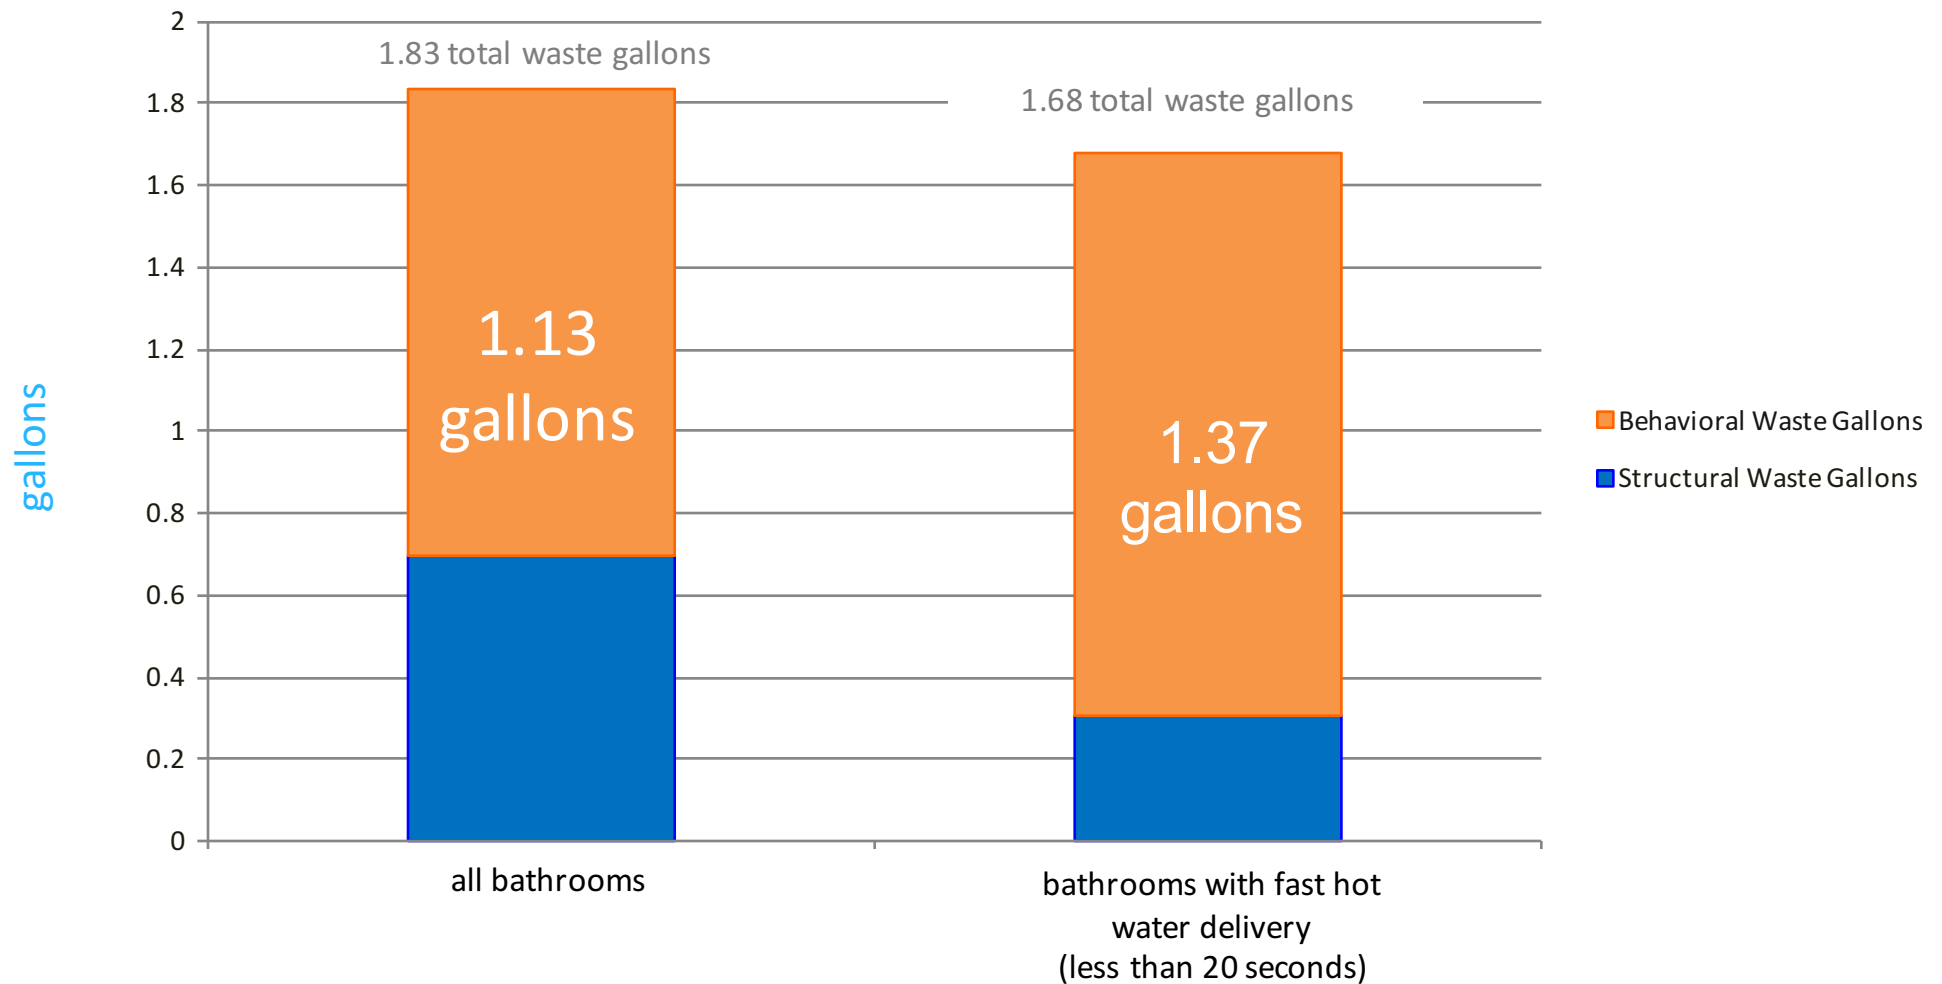 2
1.83 total waste gallons
1.8
1.68 total waste gallons
1.6
1.4
1.2
1
0.8
0.6
0.4
0.2
0
gallons
1.13
gallons
1.37
gallons
Behavioral Waste Gallons
Structural Waste Gallons
all bathrooms
bathrooms with fast hot
water delivery
(less than 20 seconds)